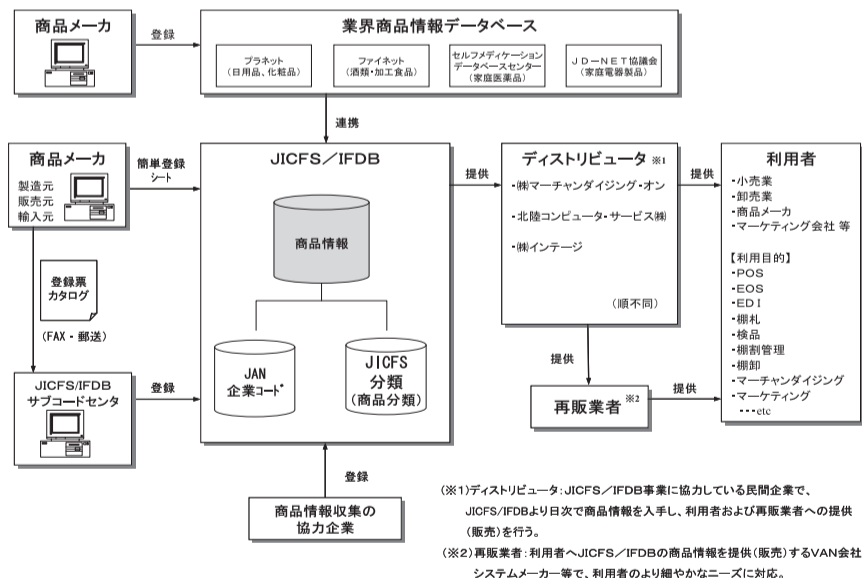 商品メーカ
登録
業界商品情報データベース
プラネット
(日用品、化粧品)
ファイネット
(酒類・加工食品)
セルフメディケーション
データベースセンター
(家庭医薬品)
JD－NET協議会
(家庭電器製品)
連携
商品メーカ
製造元
販売元
輸入元
簡単登録
シート
登録票
カタログ
(FAX・郵送)
JICFS/IFDB
サブコードセンタ
登録
JICFS／IFDB
商品情報
JAN
企業コード
JICFS
分類
(商品分類)
登録
商品情報収集の
協力企業
提供
ディストリビュータ ※1
・㈱マーチャンダイジング・オン
・北陸コンピュータ・サービス㈱
・㈱インテージ
(順不同)
提供
再販業者 ※2
提供
提供
利用者
・小売業
・卸売業
・商品メーカ
・マーケティング会社 等
【利用目的】
・POS
・EOS
・EDI
・棚札
・検品
・棚割管理
・棚卸
・マーチャンダイジング
・マーケティング
・・・etc
(※1)ディストリビュータ:JICFS／IFDB事業に協力している民間企業で、
JICFS/IFDBより日次で商品情報を入手し、利用者および再販業者への提供
(販売)を行う。
(※2)再販業者:利用者へJICFS／IFDBの商品情報を提供(販売)するVAN会社
システムメーカー等で、利用者のより細やかなニーズに対応。